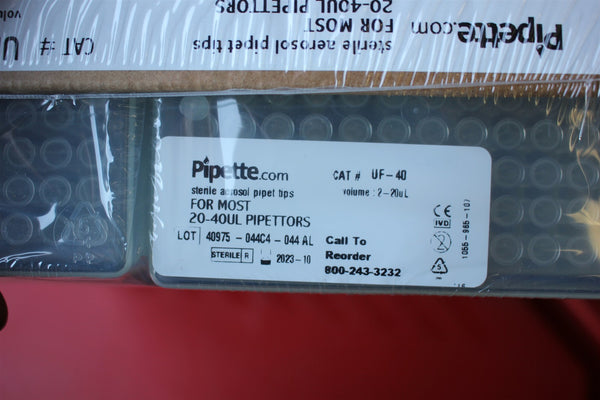 Pipette.com
sterile aerosol pipet tips
FOR MOST
20-40UL PIPETTORS
CAT #
Pipette.com
CAT # UF-40
sterile aerosol pipet tips
volume: 2-20uL
FOR MOST
20-40UL PIPETTORS
LOT 40975-044C4-044 AL
STERILE R 2023-10
Call To
Reorder
800-243-3232
CE
IVD